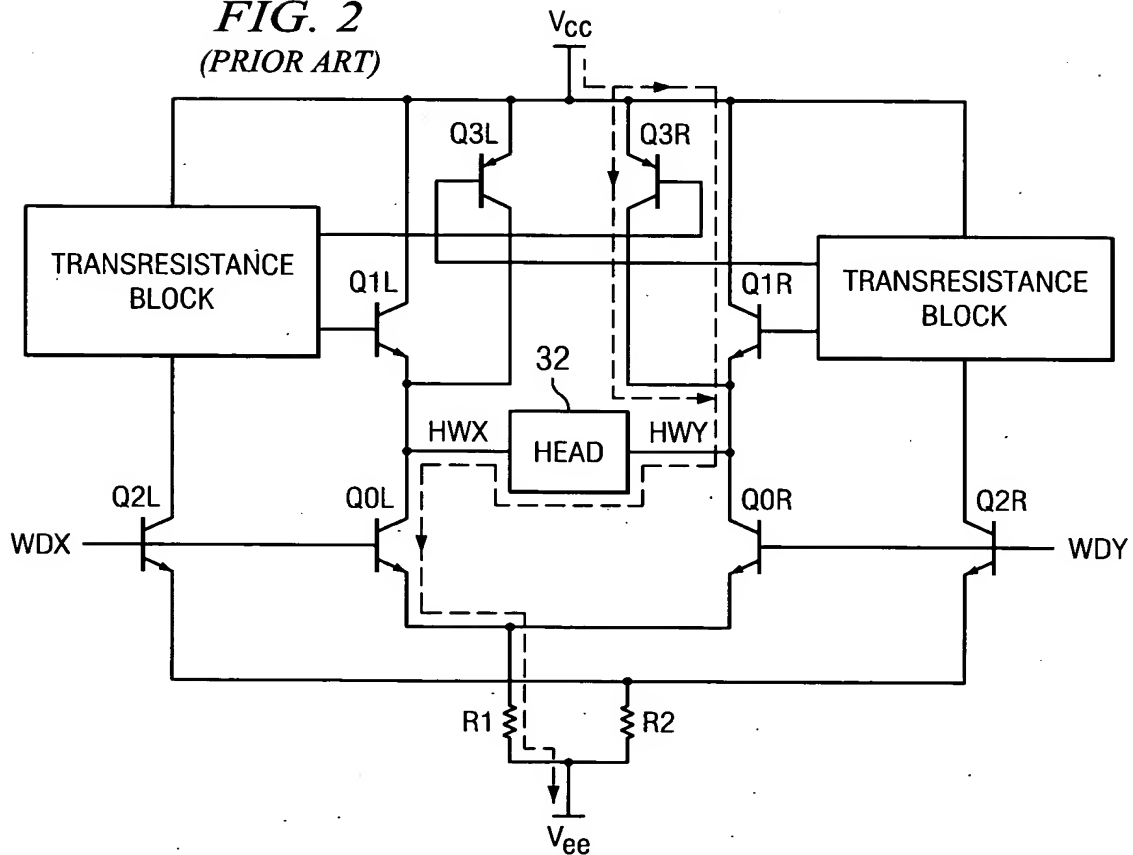 FIG. 2
(PRIOR ART)
Vcc
Q3L
Q3R
TRANSRESISTANCE
BLOCK
Q1L
Q1R
TRANSRESISTANCE
BLOCK
32
HWX
HEAD
HWY
Q2L
Q0L
Q0R
Q2R
WDX
WDY
R1
R2
Vee